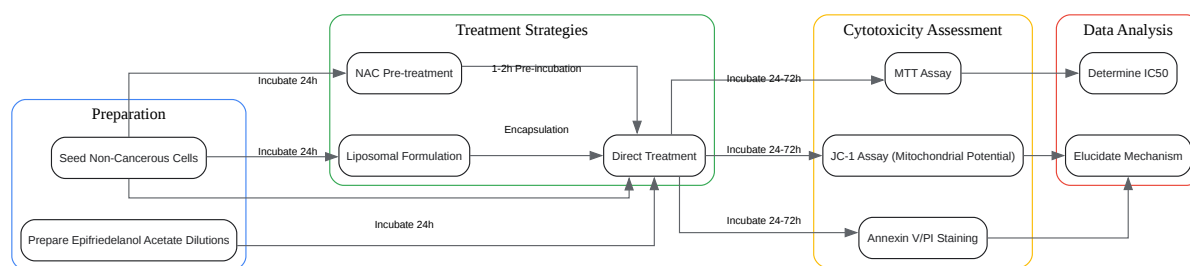 Treatment Strategies
Cytotoxicity Assessment
Data Analysis
NAC Pre-treatment
1-2h Pre-incubation
Incubate 24h
Incubate 24-72h
MTT Assay
Determine IC50
Preparation
Seed Non-Cancerous Cells
Incubate 24h
Liposomal Formulation
Encapsulation
Direct Treatment
Incubate 24-72h
JC-1 Assay (Mitochondrial Potential)
Elucidate Mechanism
Prepare Epifriedelanol Acetate Dilutions
Incubate 24h
Incubate 24-72h
Annexin V/PI Staining